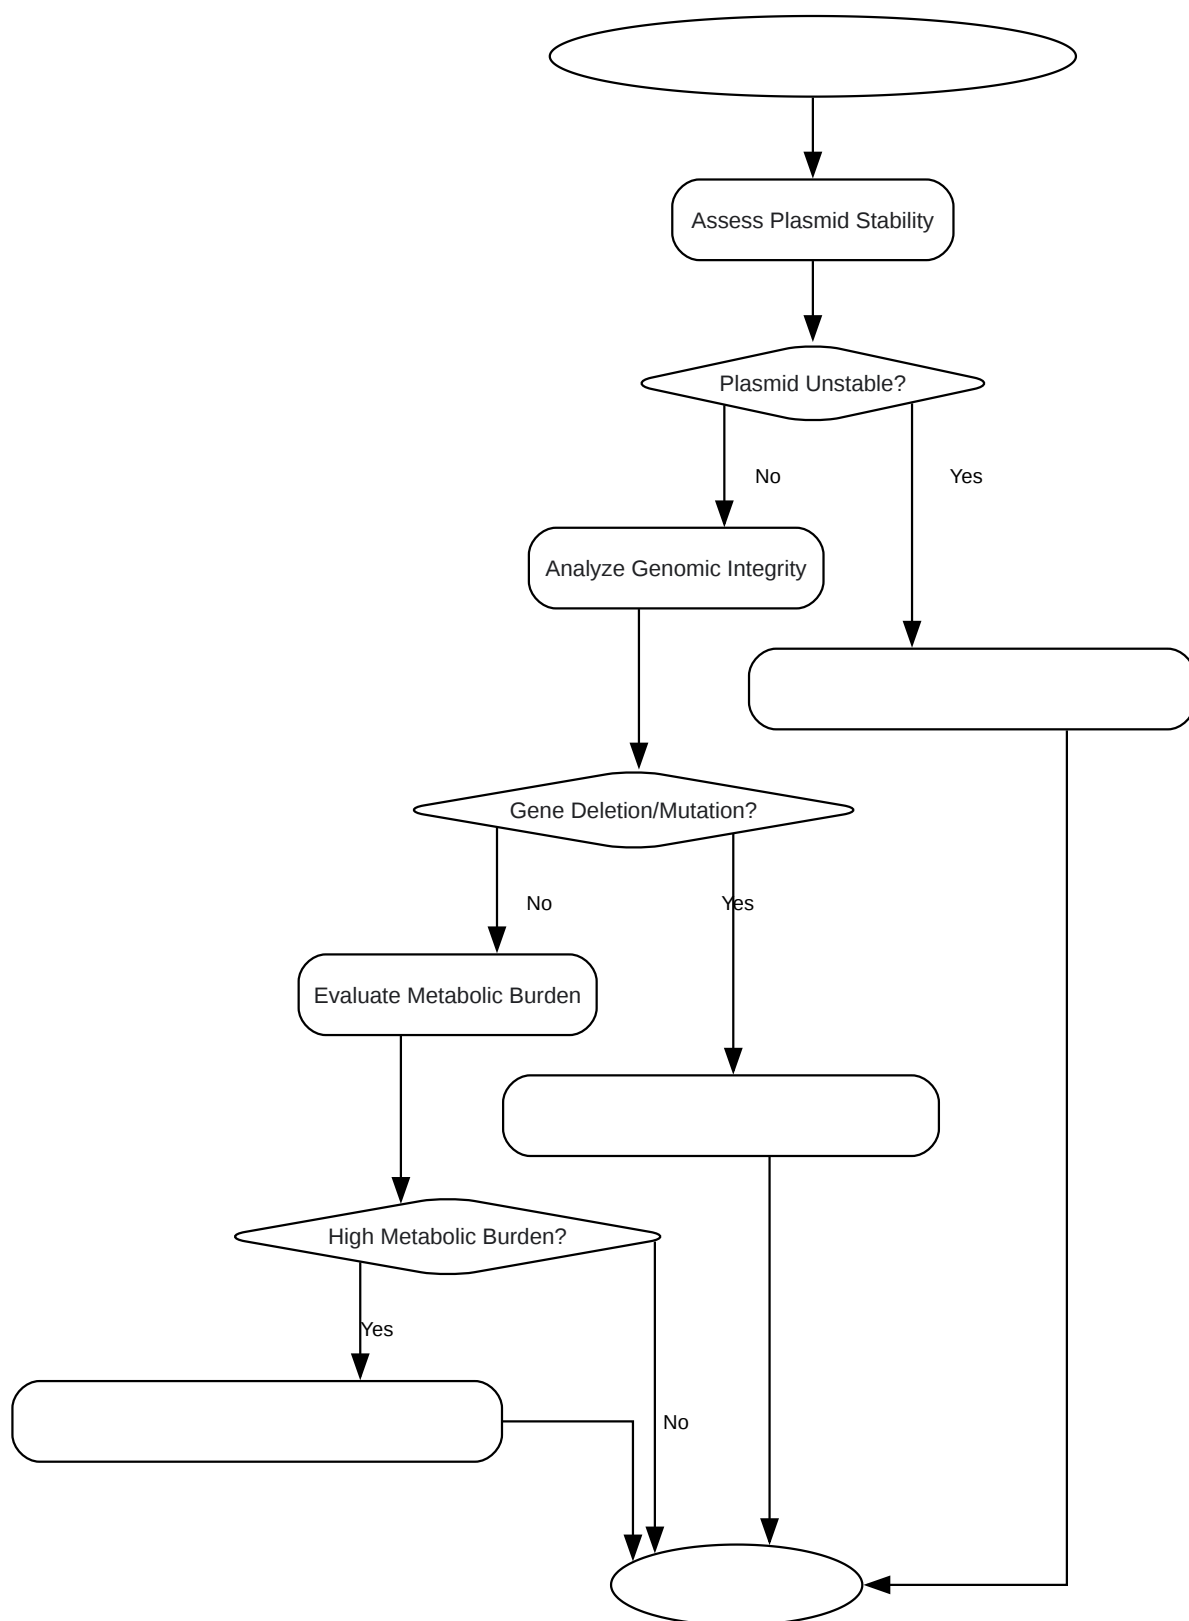 Assess Plasmid Stability
Plasmid Unstable?
No
Yes
Analyze Genomic Integrity
Gene Deletion/Mutation?
No
Yes
Evaluate Metabolic Burden
High Metabolic Burden?
Yes
No